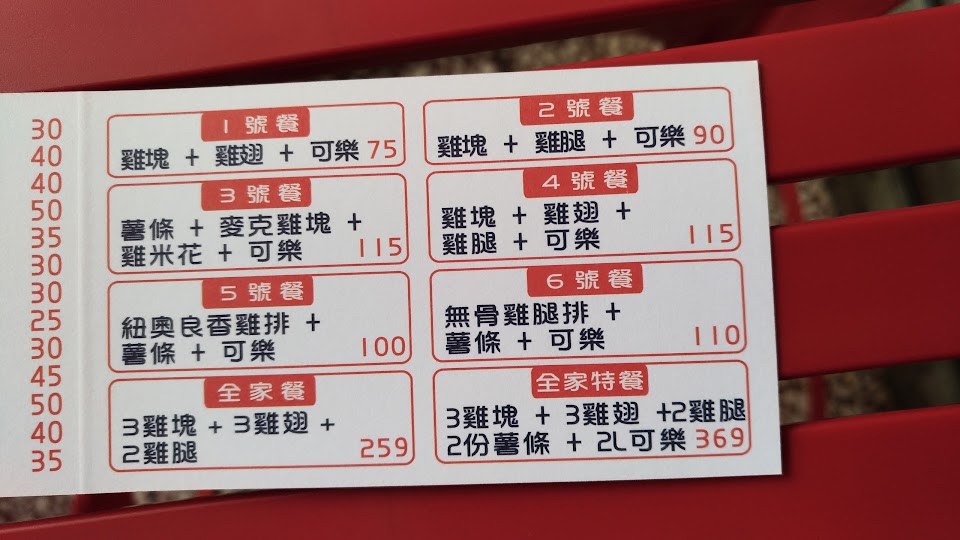 30
40
40
50
35
30
30
25
30
45
50
40
35
1號餐
雞塊 + 雞翅 + 可樂 75
2號餐
雞塊 + 雞腿 + 可樂 90
3號餐
薯條 + 麥克雞塊 +
雞米花 + 可樂 115
4號餐
雞塊 + 雞翅 +
雞腿 + 可樂 115
5號餐
紐奧良香雞排 +
薯條 + 可樂 100
6號餐
無骨雞腿排 +
薯條 + 可樂 110
全家餐
3雞塊 + 3雞翅 +
2雞腿 259
全家特餐
3雞塊 + 3雞翅 +2雞腿
2份薯條 + 2L可樂 369